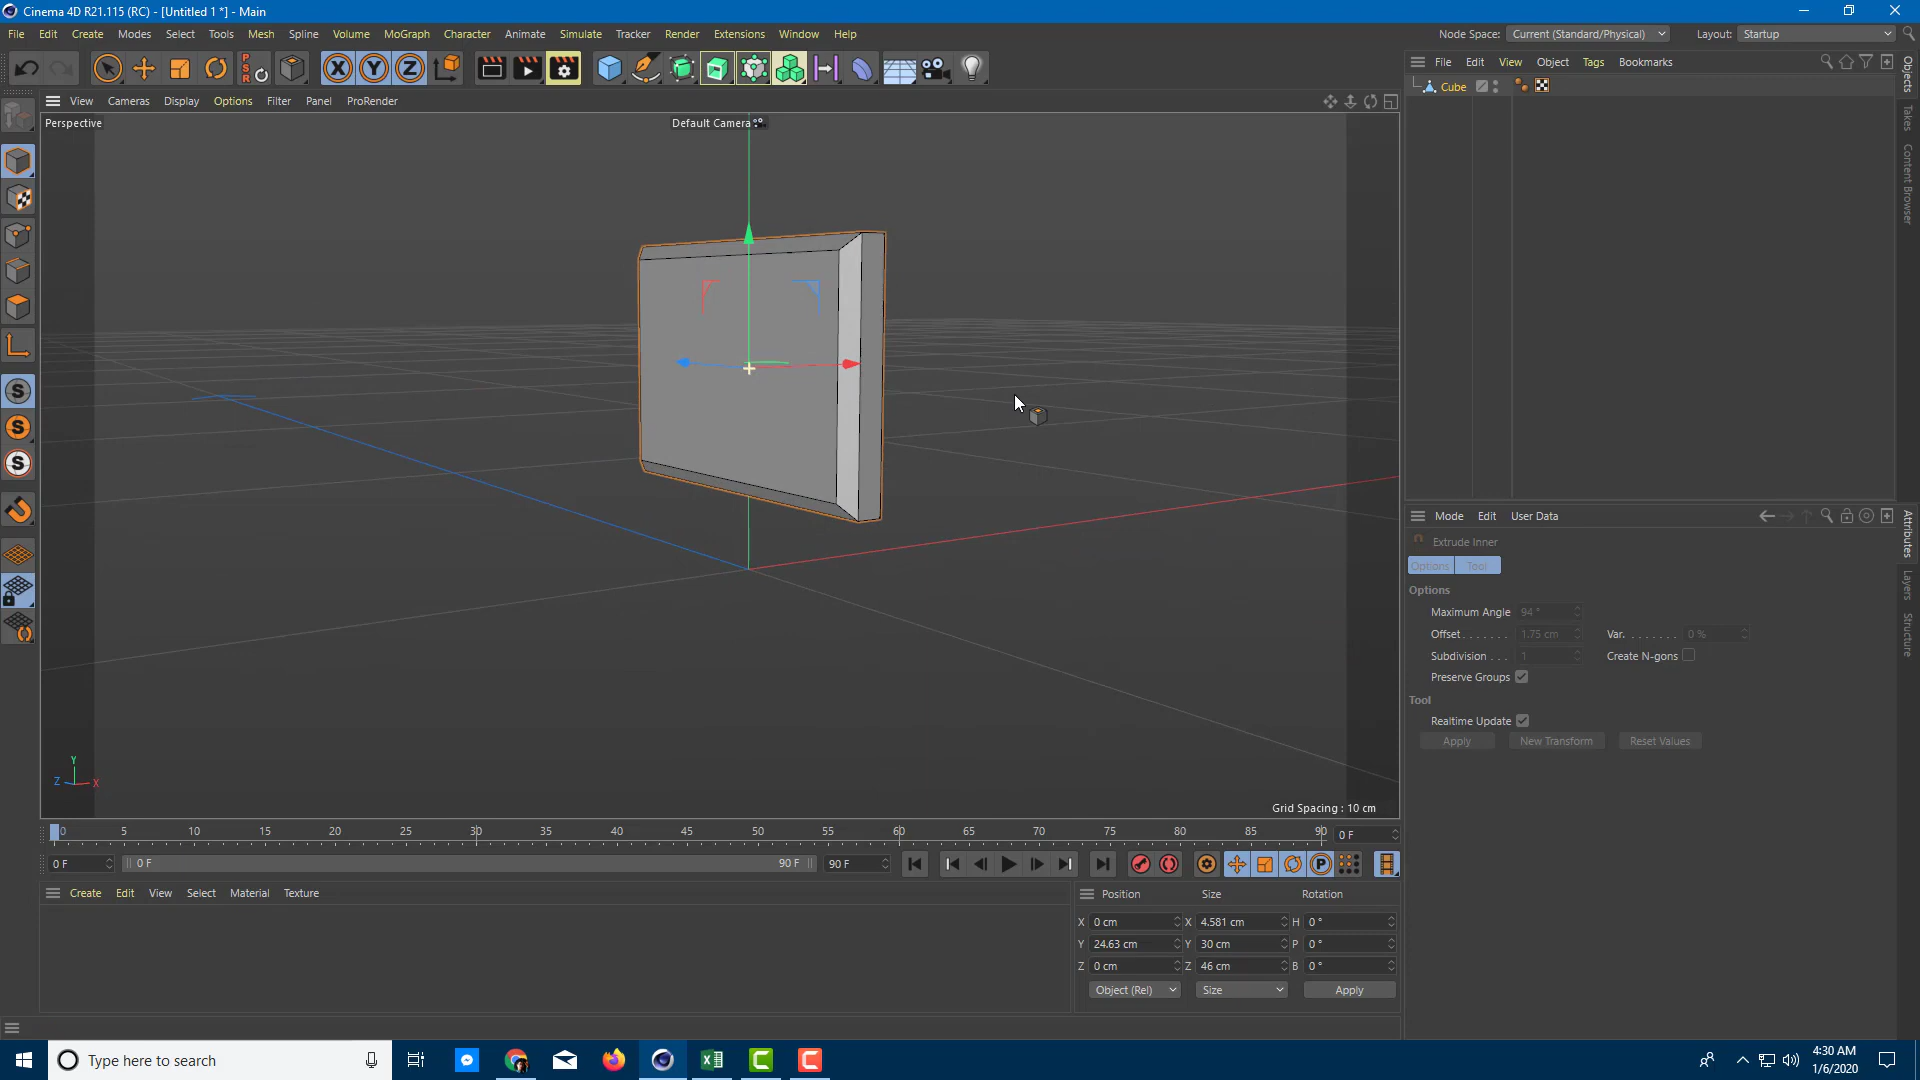 Cinema 4D R21.115 (RC) - [Untitled 1 *] - Main
File Edit Create Modes Select Tools Mesh Spline Volume MoGraph Character Animate Simulate Tracker Render Extensions Window Help
Node Space: Current (Standard/Physical) Layout: Startup
P S R
X Y Z
File Edit View Object Tags Bookmarks
Cube
Objects
Takes
Content Browser
View Cameras Display Options Filter Panel ProRender
Perspective
Default Camera
Y
Z X
Grid Spacing : 10 cm
S
S
S
Mode Edit User Data
Attributes
Layers
Structure
Extrude Inner
Options Tool
Options
Maximum Angle 94 °
Offset . . . . . . . 1.75 cm Var. . . . . . . . 0 %
Subdivision . . . 1 Create N-gons
Preserve Groups
Tool
Realtime Update
Apply New Transform Reset Values
0 5 10 15 20 25 30 35 40 45 50 55 60 65 70 75 80 85 90 0 F
0 F 0 F 90 F 90 F P
Create Edit View Select Material Texture
Position Size Rotation
X 0 cm X 4.581 cm H 0 °
Y 24.63 cm Y 30 cm P 0 °
Z 0 cm Z 46 cm B 0 °
Object (Rel) Size Apply
Type here to search
4:30 AM
1/6/2020